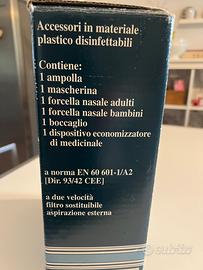 Accessori in materiale
plastico disinfettabili
Contiene:
1 ampolla
1 mascherina
1 forcella nasale adulti
1 forcella nasale bambini
1 boccaglio
1 dispositivo economizzatore
di medicinale
a norma EN 60 601-1/A2
[Dir. 93/42 CEE]
a due velocità
filtro sostituibile
aspirazione esterna
subito